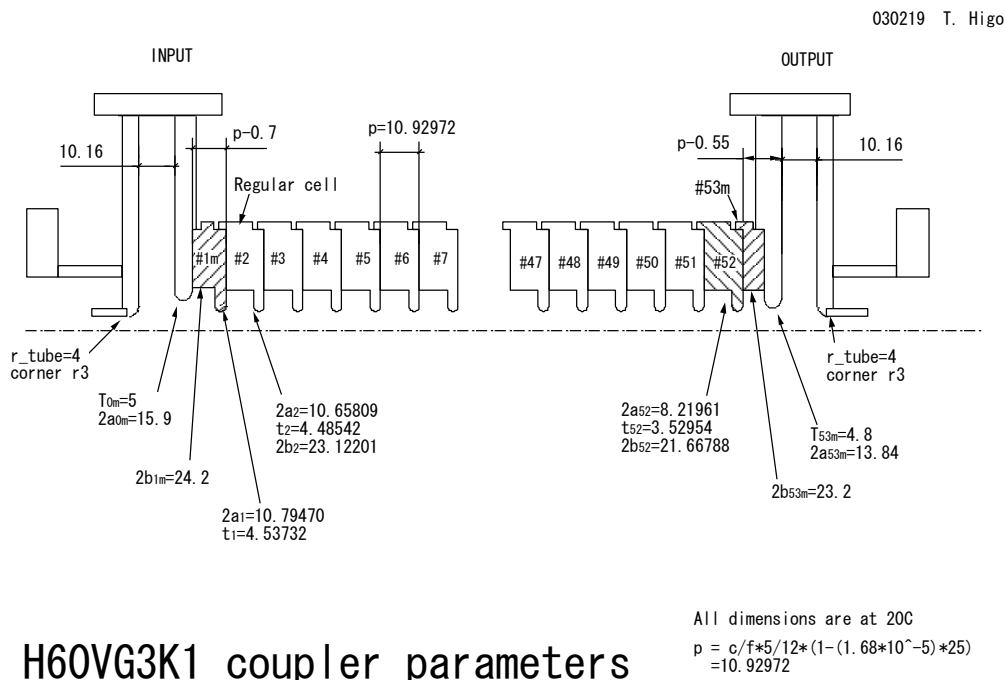 030219 T. Higo
INPUT
OUTPUT
p-0.7
p=10.92972
10.16
p-0.55
10.16
Regular cell
#53m
#1m #2 #3 #4 #5 #6 #7
#47 #48 #49 #50 #51 #52
r_tube=4
corner r3
T0m=5
2a0m=15.9
2b1m=24.2
2a1=10.79470
t1=4.53732
2a2=10.65809
t2=4.48542
2b2=23.12201
2a52=8.21961
t52=3.52954
2b52=21.66788
T53m=4.8
2a53m=13.84
2b53m=23.2
r_tube=4
corner r3
All dimensions are at 20C
p = c/f*5/12*(1-(1.68*10^-5)*25)
=10.92972
H60VG3K1 coupler parameters